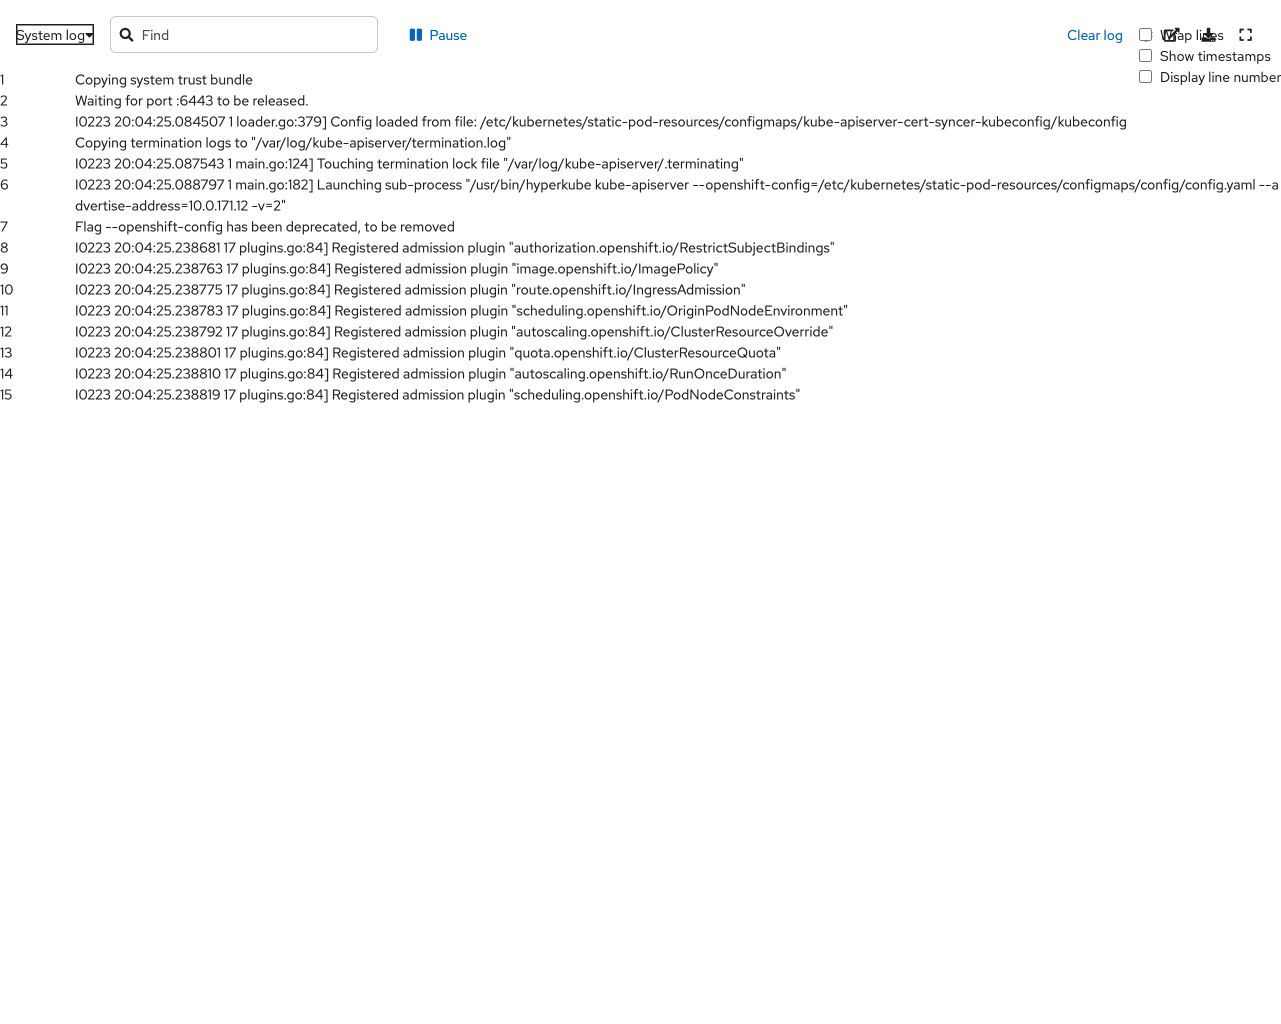 System log
Find
Pause
Clear log
Wrap lines
Show timestamps
Display line number
1 Copying system trust bundle
2 Waiting for port :6443 to be released.
3 I0223 20:04:25.084507 1 loader.go:379] Config loaded from file: /etc/kubernetes/static-pod-resources/configmaps/kube-apiserver-cert-syncer-kubeconfig/kubeconfig
4 Copying termination logs to "/var/log/kube-apiserver/termination.log"
5 I0223 20:04:25.087543 1 main.go:124] Touching termination lock file "/var/log/kube-apiserver/.terminating"
6 I0223 20:04:25.088797 1 main.go:182] Launching sub-process "/usr/bin/hyperkube kube-apiserver --openshift-config=/etc/kubernetes/static-pod-resources/configmaps/config/config.yaml --a
dvertise-address=10.0.171.12 -v=2"
7 Flag --openshift-config has been deprecated, to be removed
8 I0223 20:04:25.238681 17 plugins.go:84] Registered admission plugin "authorization.openshift.io/RestrictSubjectBindings"
9 I0223 20:04:25.238763 17 plugins.go:84] Registered admission plugin "image.openshift.io/ImagePolicy"
10 I0223 20:04:25.238775 17 plugins.go:84] Registered admission plugin "route.openshift.io/IngressAdmission"
11 I0223 20:04:25.238783 17 plugins.go:84] Registered admission plugin "scheduling.openshift.io/OriginPodNodeEnvironment"
12 I0223 20:04:25.238792 17 plugins.go:84] Registered admission plugin "autoscaling.openshift.io/ClusterResourceOverride"
13 I0223 20:04:25.238801 17 plugins.go:84] Registered admission plugin "quota.openshift.io/ClusterResourceQuota"
14 I0223 20:04:25.238810 17 plugins.go:84] Registered admission plugin "autoscaling.openshift.io/RunOnceDuration"
15 I0223 20:04:25.238819 17 plugins.go:84] Registered admission plugin "scheduling.openshift.io/PodNodeConstraints"